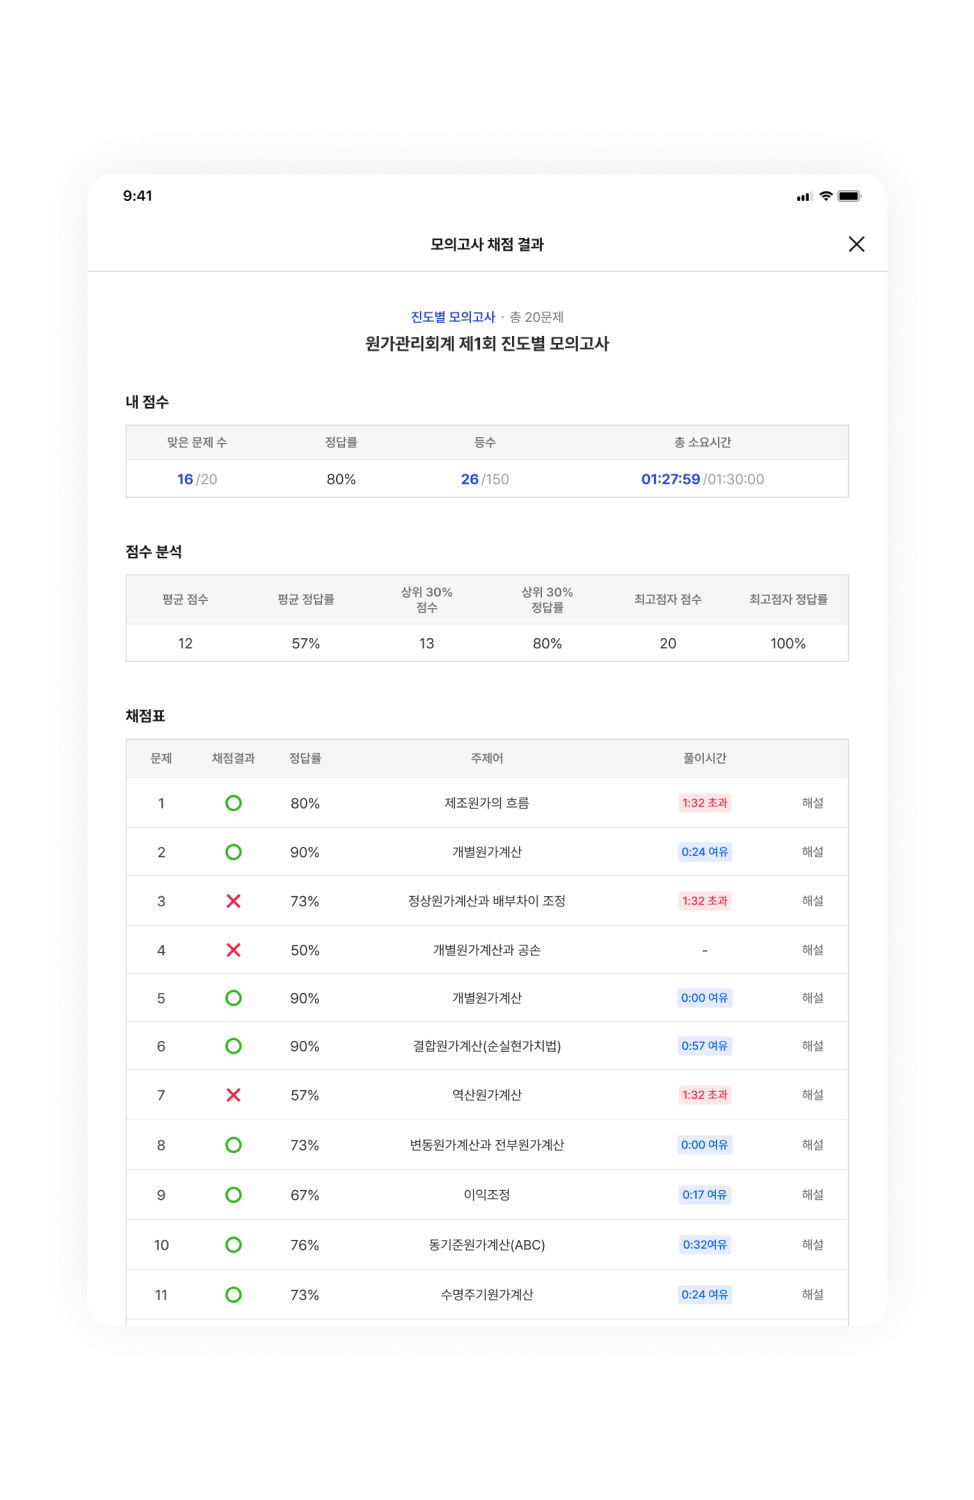 9:41
모의고사 채점 결과
진도별 모의고사 · 총 20문제
원가관리회계 제1회 진도별 모의고사
내 점수
맞은 문제 수 정답률 등수 총 소요시간
16/20 80% 26/150 01:27:59/01:30:00
점수 분석
평균 점수 평균 정답률 상위 30% 점수 상위 30% 정답률 최고점자 점수 최고점자 정답률
12 57% 13 80% 20 100%
채점표
문제 채점결과 정답률 주제어 풀이시간
1 80% 제조원가의 흐름 1:32 초과 해설
2 90% 개별원가계산 0:24 여유 해설
3 73% 정상원가계산과 배부차이 조정 1:32 초과 해설
4 50% 개별원가계산과 공손 - 해설
5 90% 개별원가계산 0:00 여유 해설
6 90% 결합원가계산(순실현가치법) 0:57 여유 해설
7 57% 역산원가계산 1:32 초과 해설
8 73% 변동원가계산과 전부원가계산 0:00 여유 해설
9 67% 이익조정 0:17 여유 해설
10 76% 동기준원가계산(ABC) 0:32여유 해설
11 73% 수명주기원가계산 0:24 여유 해설